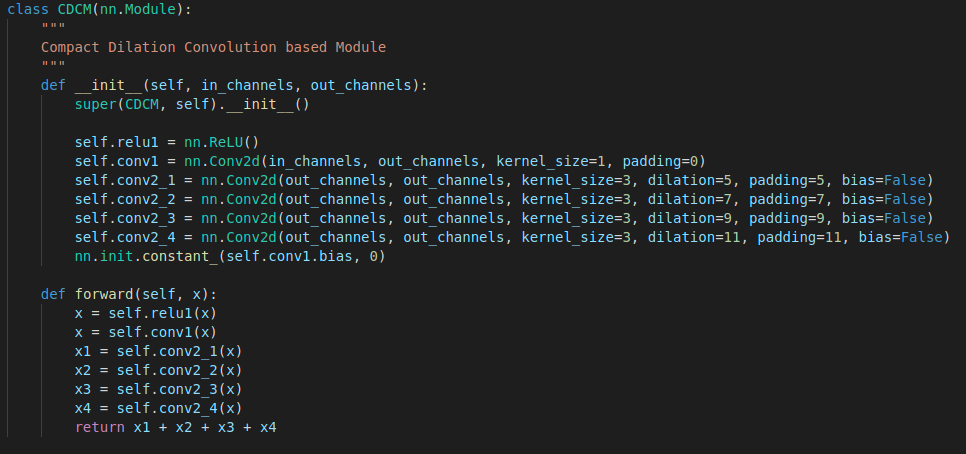 class CDCM(nn.Module):
    """
    Compact Dilation Convolution based Module
    """
    def __init__(self, in_channels, out_channels):
        super(CDCM, self).__init__()

        self.relu1 = nn.ReLU()
        self.conv1 = nn.Conv2d(in_channels, out_channels, kernel_size=1, padding=0)
        self.conv2_1 = nn.Conv2d(out_channels, out_channels, kernel_size=3, dilation=5, padding=5, bias=False)
        self.conv2_2 = nn.Conv2d(out_channels, out_channels, kernel_size=3, dilation=7, padding=7, bias=False)
        self.conv2_3 = nn.Conv2d(out_channels, out_channels, kernel_size=3, dilation=9, padding=9, bias=False)
        self.conv2_4 = nn.Conv2d(out_channels, out_channels, kernel_size=3, dilation=11, padding=11, bias=False)
        nn.init.constant_(self.conv1.bias, 0)

    def forward(self, x):
        x = self.relu1(x)
        x = self.conv1(x)
        x1 = self.conv2_1(x)
        x2 = self.conv2_2(x)
        x3 = self.conv2_3(x)
        x4 = self.conv2_4(x)
        return x1 + x2 + x3 + x4